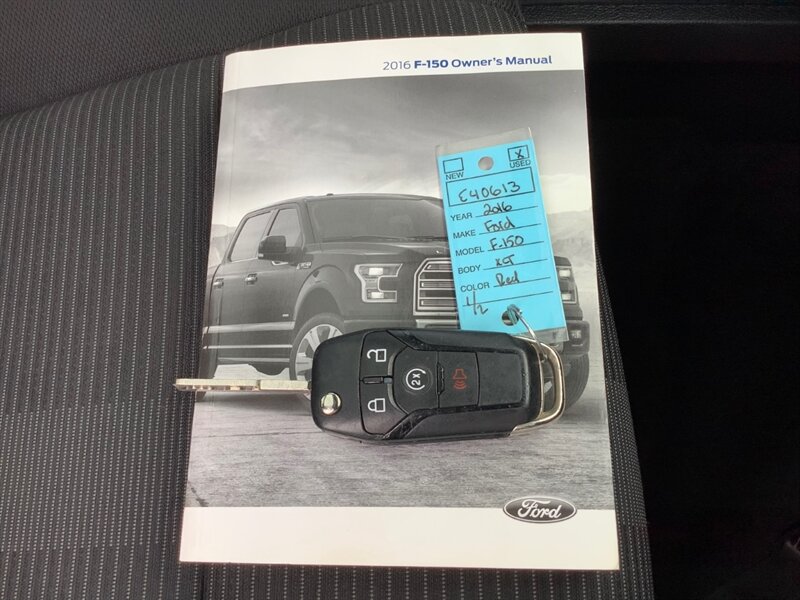 2016 F-150 Owner's Manual
X
NEW USED
E40613
YEAR 2016
MAKE Ford
MODEL F-150
BODY XLT
COLOR Red
1/2
2x
Ford